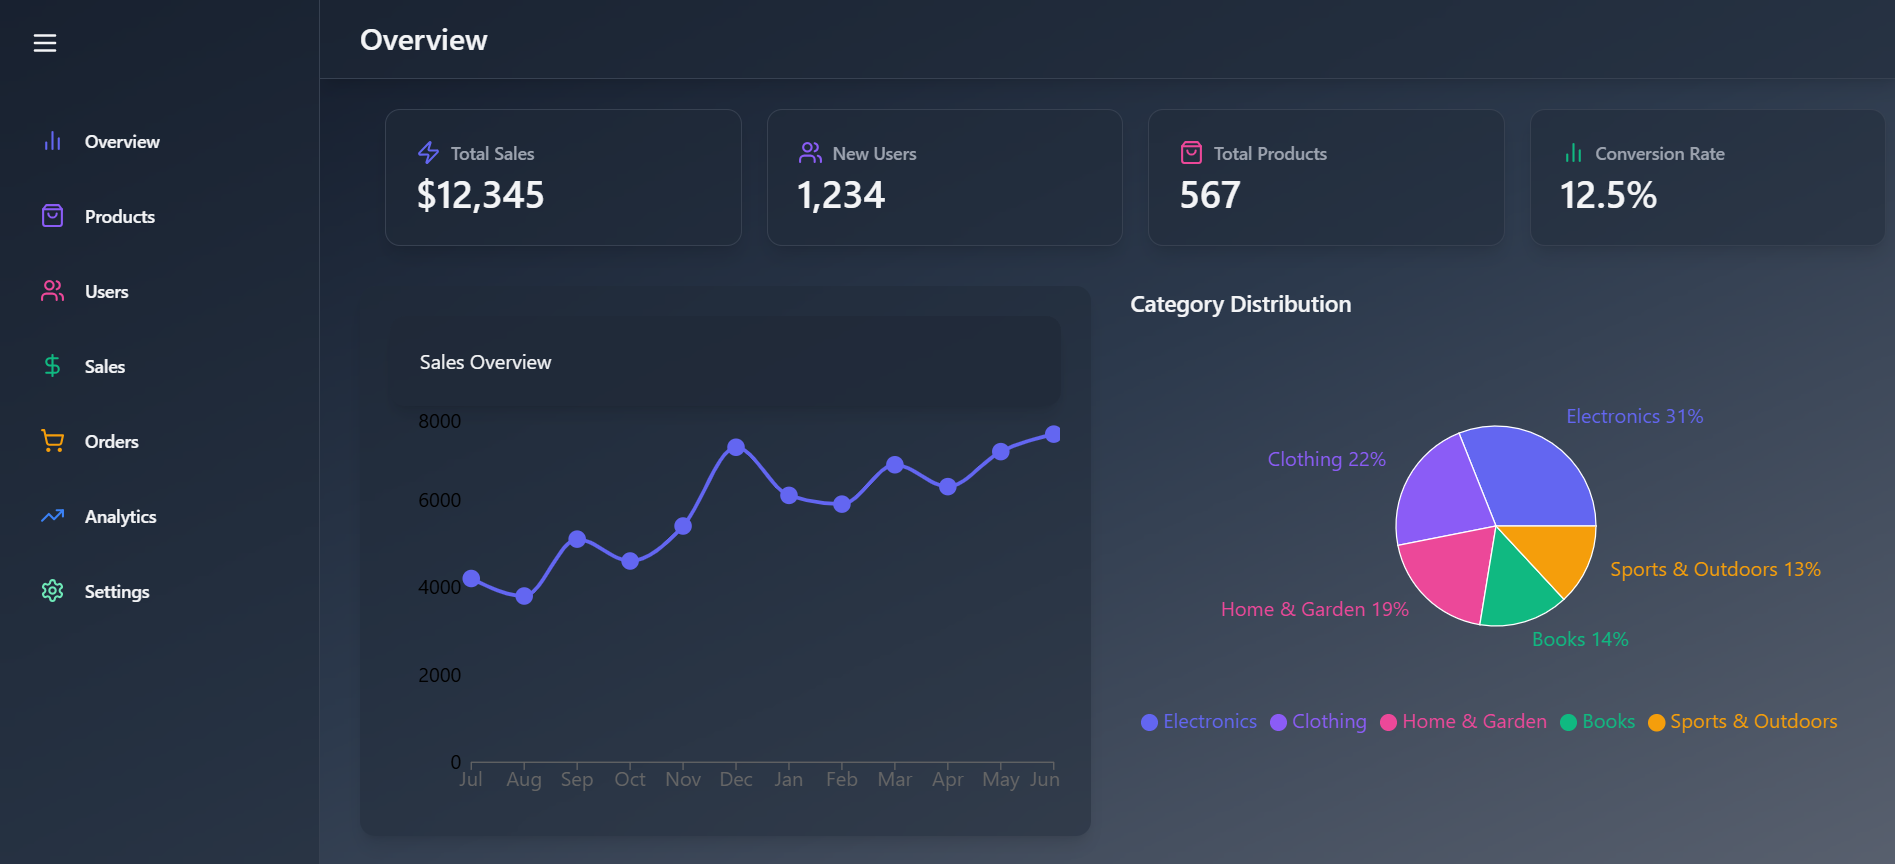 Overview
Overview
Products
Users
Sales
Orders
Analytics
Settings
Total Sales
$12,345
New Users
1,234
Total Products
567
Conversion Rate
12.5%
Sales Overview
8000
6000
4000
2000
0
Jul Aug Sep Oct Nov Dec Jan Feb Mar Apr May Jun
Category Distribution
Electronics 31%
Clothing 22%
Sports & Outdoors 13%
Home & Garden 19%
Books 14%
Electronics Clothing Home & Garden Books Sports & Outdoors